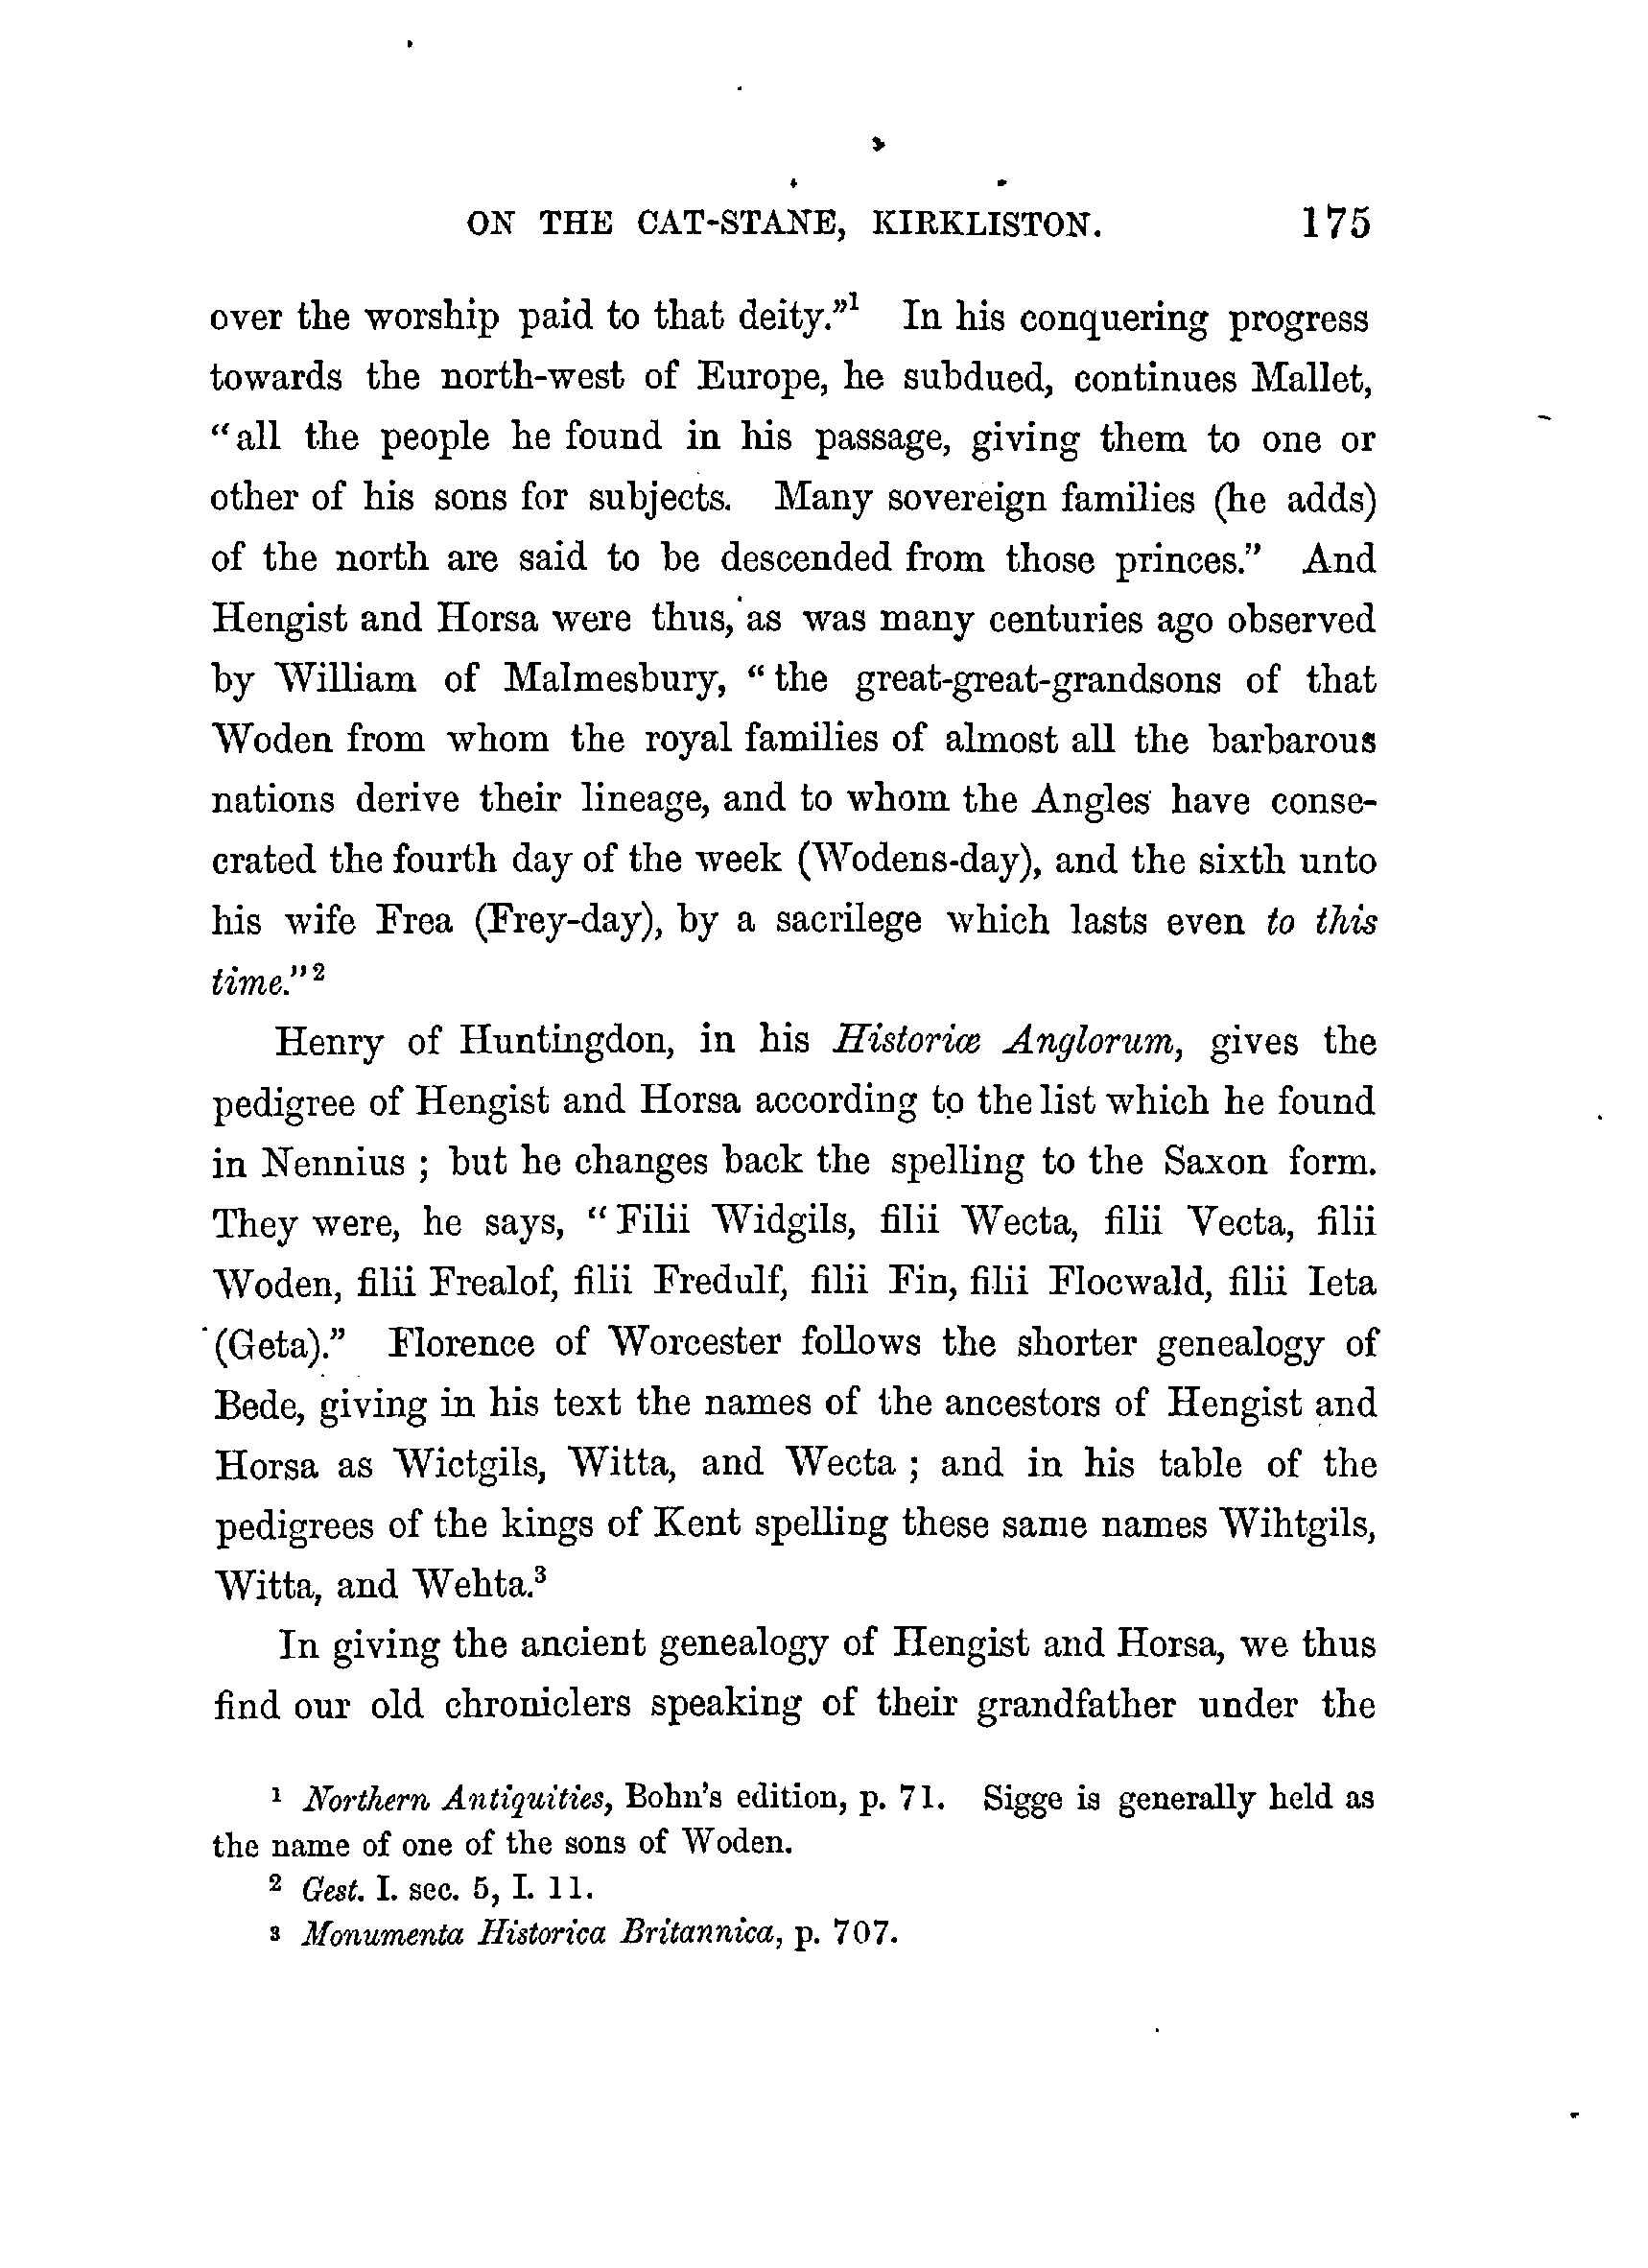 ON THE CAT-STANE, KIRKLISTON. 175
over the worship paid to that deity."¹ In his conquering progress
towards the north-west of Europe, he subdued, continues Mallet,
"all the people he found in his passage, giving them to one or
other of his sons for subjects. Many sovereign families (he adds)
of the north are said to be descended from those princes." And
Hengist and Horsa were thus, as was many centuries ago observed
by William of Malmesbury, "the great-great-grandsons of that
Woden from whom the royal families of almost all the barbarous
nations derive their lineage, and to whom the Angles have conse-
crated the fourth day of the week (Wodens-day), and the sixth unto
his wife Frea (Frey-day), by a sacrilege which lasts even to this
time."²
Henry of Huntingdon, in his Historiæ Anglorum, gives the
pedigree of Hengist and Horsa according to the list which he found
in Nennius ; but he changes back the spelling to the Saxon form.
They were, he says, "Filii Widgils, filii Wecta, filii Vecta, filii
Woden, filii Frealof, filii Fredulf, filii Fin, filii Flocwald, filii Ieta
(Geta)." Florence of Worcester follows the shorter genealogy of
Bede, giving in his text the names of the ancestors of Hengist and
Horsa as Wictgils, Witta, and Wecta ; and in his table of the
pedigrees of the kings of Kent spelling these same names Wihtgils,
Witta, and Wehta.³
In giving the ancient genealogy of Hengist and Horsa, we thus
find our old chroniclers speaking of their grandfather under the
¹ Northern Antiquities, Bohn's edition, p. 71. Sigge is generally held as
the name of one of the sons of Woden.
² Gest. I. sec. 5, I. 11.
³ Monumenta Historica Britannica, p. 707.